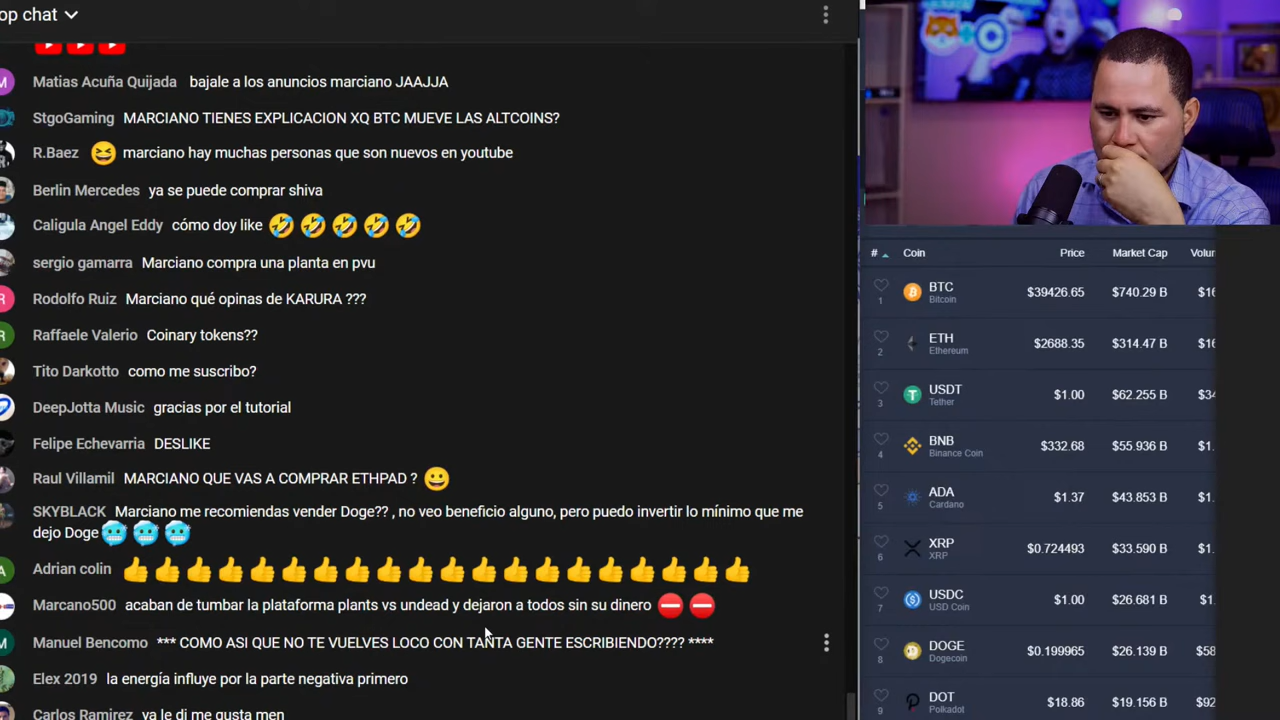 op chat
Matias Acuña Quijada bajale a los anuncios marciano JAAJJA
StgoGaming MARCIANO TIENES EXPLICACION XQ BTC MUEVE LAS ALTCOINS?
R.Baez 😆 marciano hay muchas personas que son nuevos en youtube
Berlin Mercedes ya se puede comprar shiva
Caligula Angel Eddy cómo doy like 🤣🤣🤣🤣🤣
sergio gamarra Marciano compra una planta en pvu
Rodolfo Ruiz Marciano qué opinas de KARURA ???
Raffaele Valerio Coinary tokens??
Tito Darkotto como me suscribo?
DeepJotta Music gracias por el tutorial
Felipe Echevarria DESLIKE
Raul Villamil MARCIANO QUE VAS A COMPRAR ETHPAD ? 😀
SKYBLACK Marciano me recomiendas vender Doge?? , no veo beneficio alguno, pero puedo invertir lo mínimo que me
dejo Doge 🥶🥶🥶
Adrian colin 👍👍👍👍👍👍👍👍👍👍👍👍👍👍👍👍👍👍👍👍
Marcano500 acaban de tumbar la plataforma plants vs undead y dejaron a todos sin su dinero ⛔⛔
Manuel Bencomo *** COMO ASI QUE NO TE VUELVES LOCO CON TANTA GENTE ESCRIBIENDO???? ****
Elex 2019 la energía influye por la parte negativa primero
Carlos Ramirez ya le di me gusta men
# Coin Price Market Cap Volu
1 BTC $39426.65 $740.29 B $16
Bitcoin
2 ETH $2688.35 $314.47 B $16
Ethereum
3 USDT $1.00 $62.255 B $34
Tether
4 BNB $332.68 $55.936 B $1.
Binance Coin
5 ADA $1.37 $43.853 B $1.
Cardano
6 XRP $0.724493 $33.590 B $1.
XRP
7 USDC $1.00 $26.681 B $1.
USD Coin
8 DOGE $0.199965 $26.139 B $58
Dogecoin
9 DOT $18.86 $19.156 B $92
Polkadot